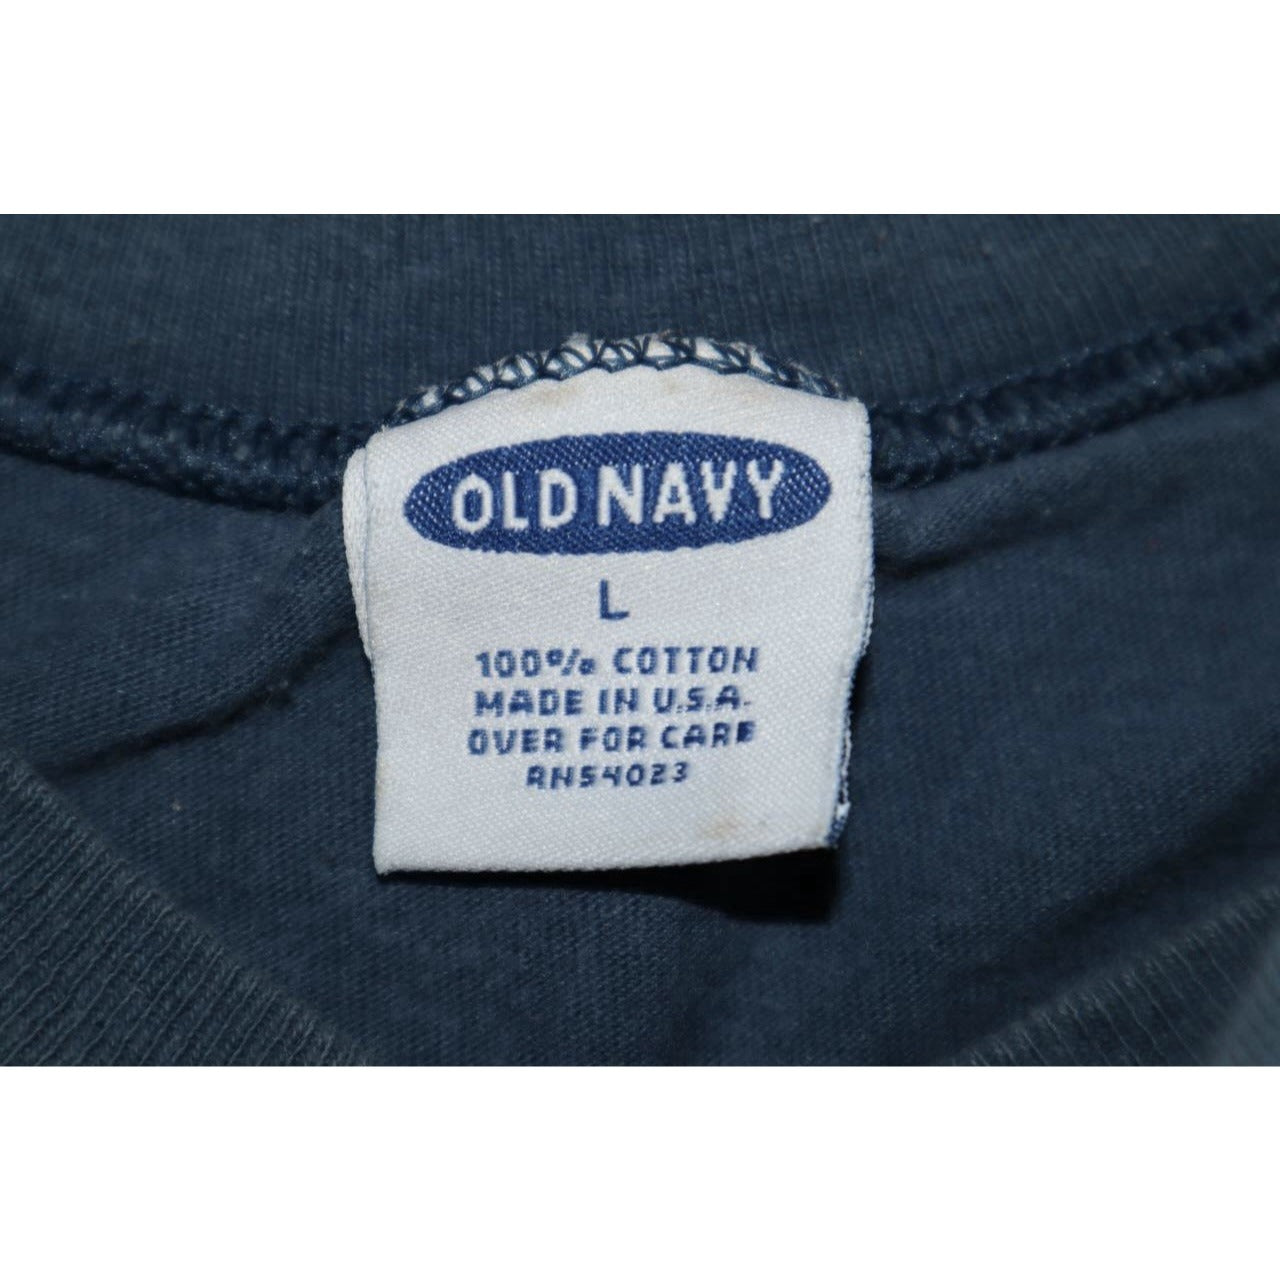 OLD NAVY
L
100% COTTON
MADE IN U.S.A.
OVER FOR CARE
RN54023